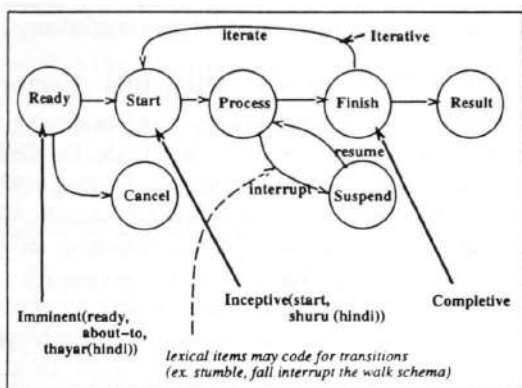 iterate
Iterative
Ready
Start
Process
Finish
Result
resume
Cancel
interrupt
Suspend
Inceptive(start,
shuru (hindi))
Completive
Imminent(ready,
about-to,
thayar(hindi))
lexical items may code for transitions
(ex. stumble, fall interrupt the walk schema)